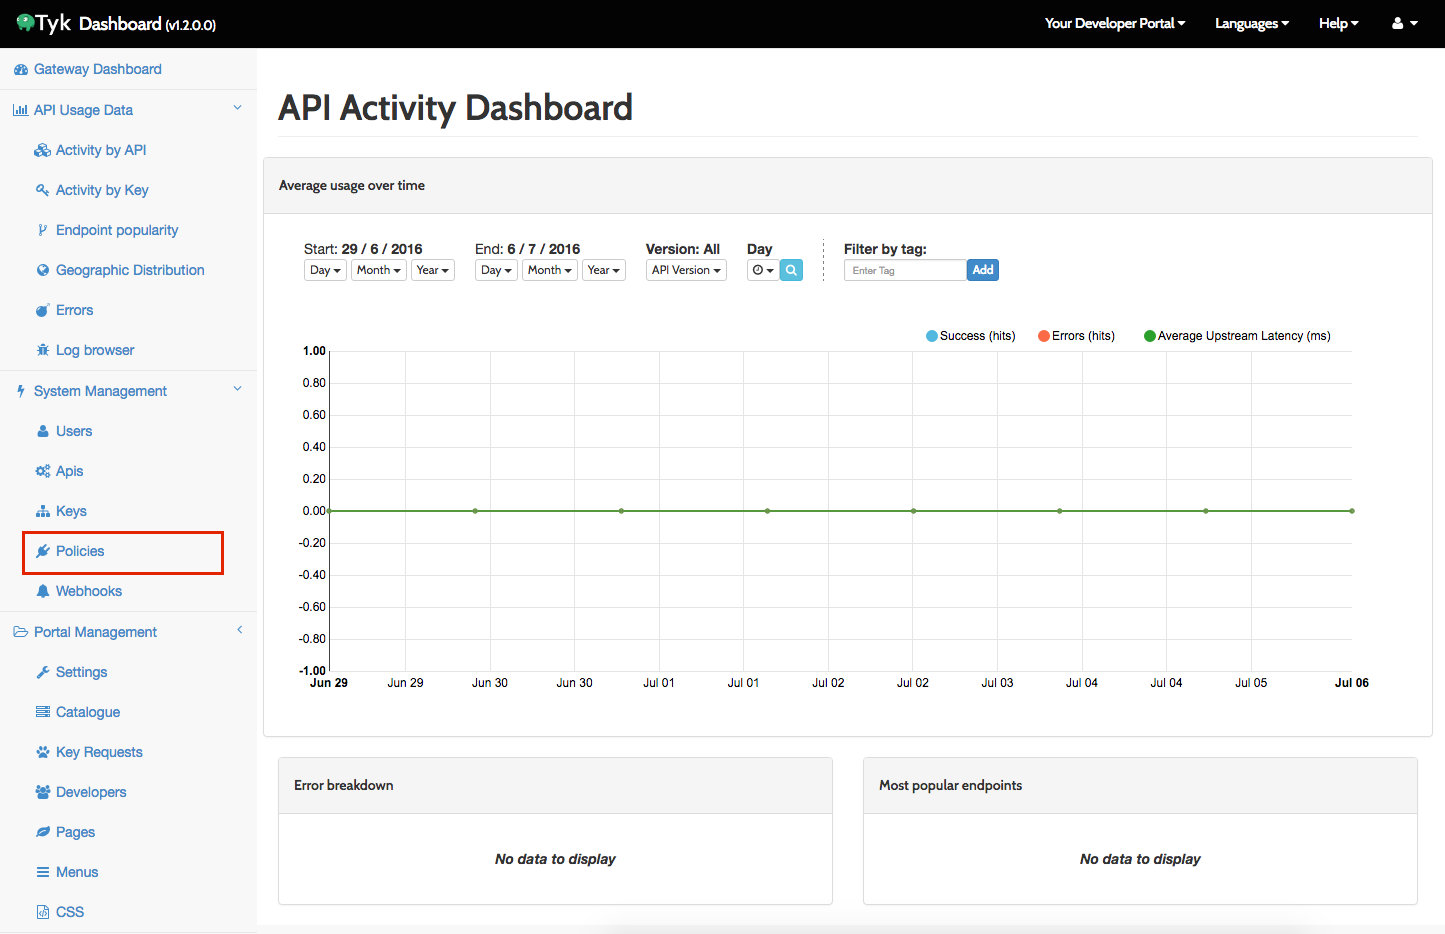 Tyk Dashboard (v1.2.0.0)
Your Developer Portal
Languages
Help
Gateway Dashboard
API Usage Data
Activity by API
Activity by Key
Endpoint popularity
Geographic Distribution
Errors
Log browser
System Management
Users
Apis
Keys
Policies
Webhooks
Portal Management
Settings
Catalogue
Key Requests
Developers
Pages
Menus
CSS
API Activity Dashboard
Average usage over time
Start: 29 / 6 / 2016
Day
Month
Year
End: 6 / 7 / 2016
Day
Month
Year
Version: All
API Version
Day
Filter by tag:
Enter Tag
Add
Success (hits)
Errors (hits)
Average Upstream Latency (ms)
1.00
0.80
0.60
0.40
0.20
0.00
-0.20
-0.40
-0.60
-0.80
-1.00
Jun 29
Jun 29
Jun 30
Jun 30
Jul 01
Jul 01
Jul 02
Jul 02
Jul 03
Jul 04
Jul 04
Jul 05
Jul 06
Error breakdown
No data to display
Most popular endpoints
No data to display